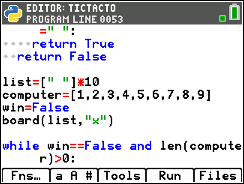 EDITOR: TICTACTO
PROGRAM LINE 0053
=" ":
····return True
··return False
list=[" "]*10
computer=[1,2,3,4,5,6,7,8,9]
win=False
board(list,"x")
while win==False and len(compute
r)>0:
Fns… a A # Tools Run Files